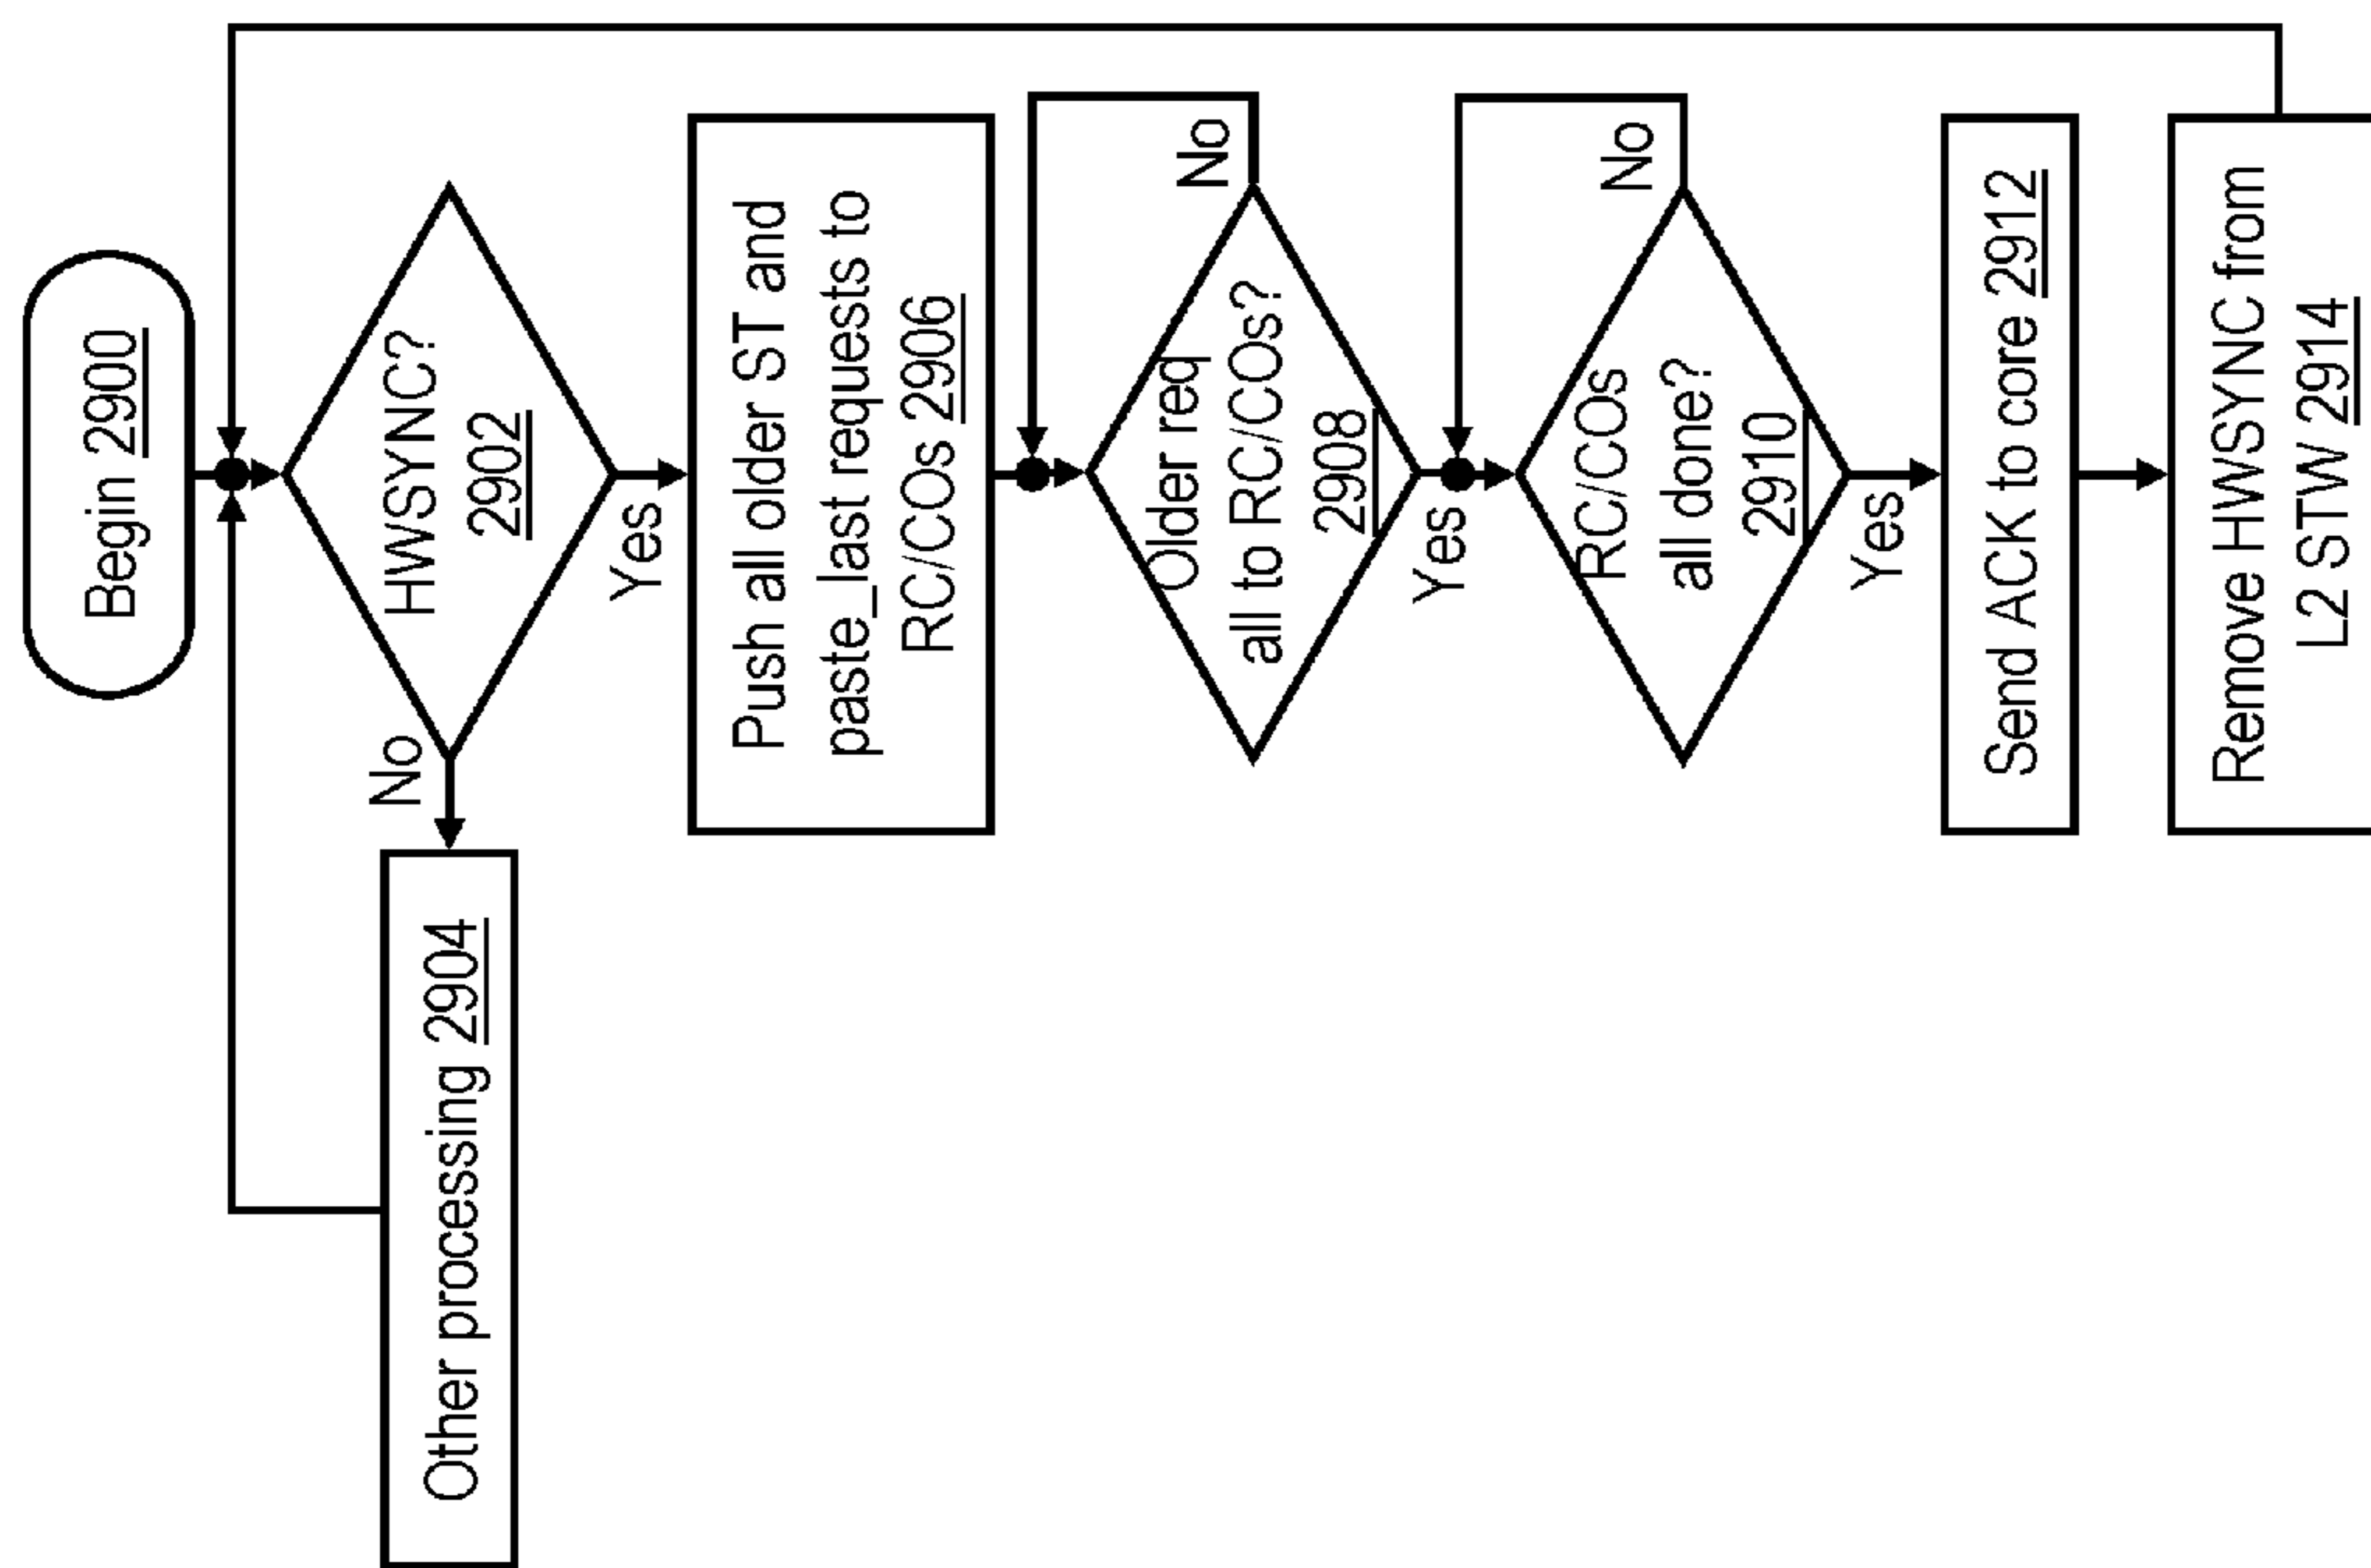 Begin 2900
HWSYNC?
2902
No
Other processing 2904
Yes
Push all older ST and
paste_last requests to
RC/COs 2906
Older req
all to RC/COs?
2908
No
Yes
RC/COs
all done?
2910
No
Yes
Send ACK to core 2912
Remove HWSYNC from
L2 STW 2914